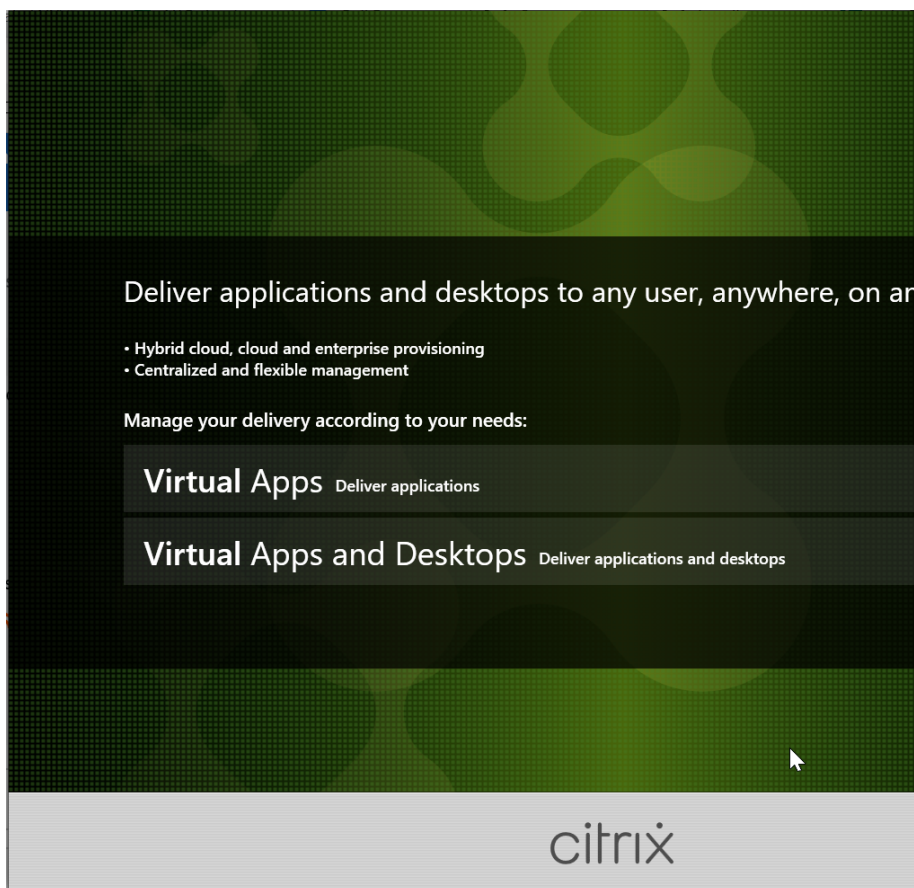 Deliver applications and desktops to any user, anywhere, on an
• Hybrid cloud, cloud and enterprise provisioning
• Centralized and flexible management
Manage your delivery according to your needs:
Virtual Apps Deliver applications
Virtual Apps and Desktops Deliver applications and desktops
citrix